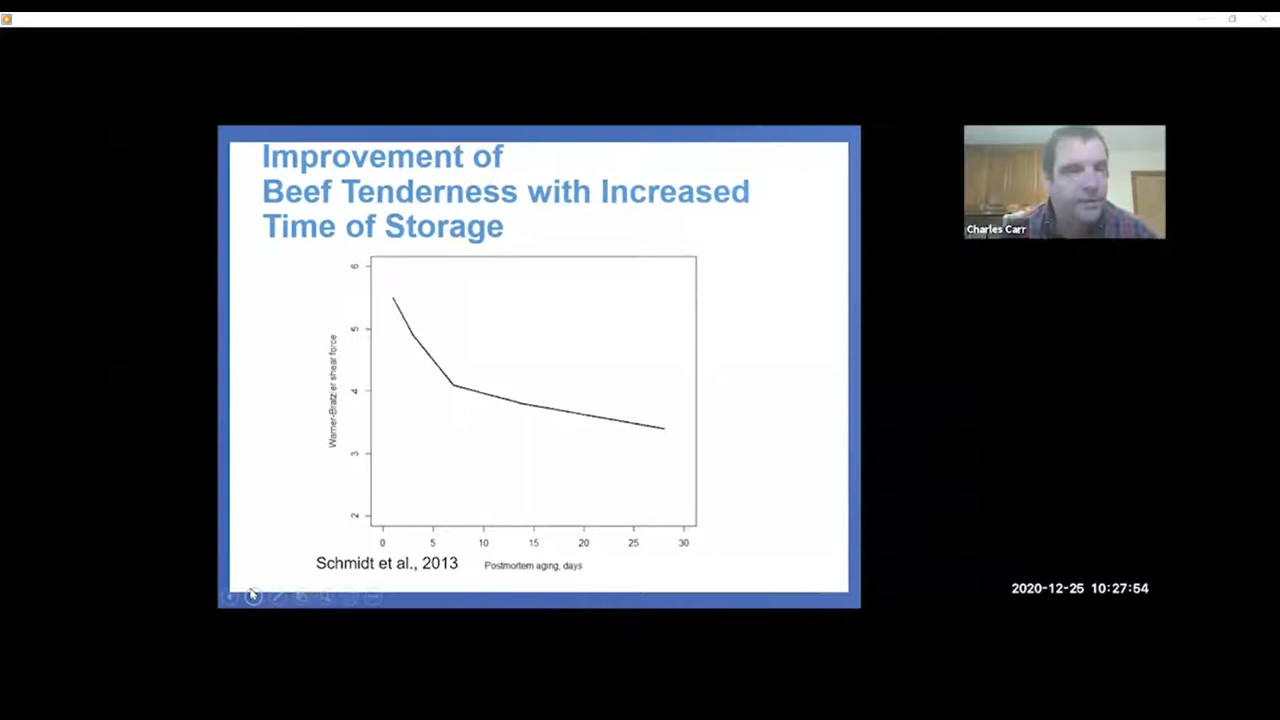 Improvement of
Beef Tenderness with Increased
Time of Storage
Charles Carr
6
5
4
3
2
Warner-Bratzler shear force
0 5 10 15 20 25 30
Schmidt et al., 2013
Postmortem aging, days
2020-12-25 10:27:54